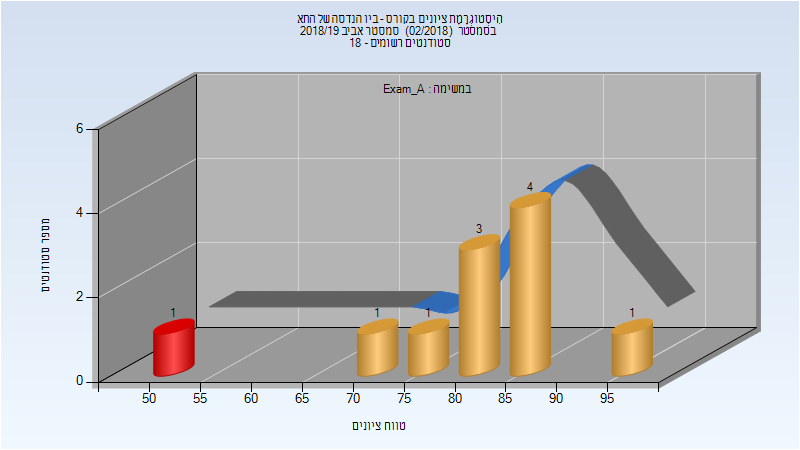 היסטוגרמת ציונים בקורס - ביו הנדסה של התא
בסמסטר (02/2018) סמסטר אביב 2018/19
סטודנטים רשומים - 18
במשימה : Exam_A
מספר סטודנטים
6
4
2
0
1
1
1
3
4
1
50 55 60 65 70 75 80 85 90 95
טווח ציונים